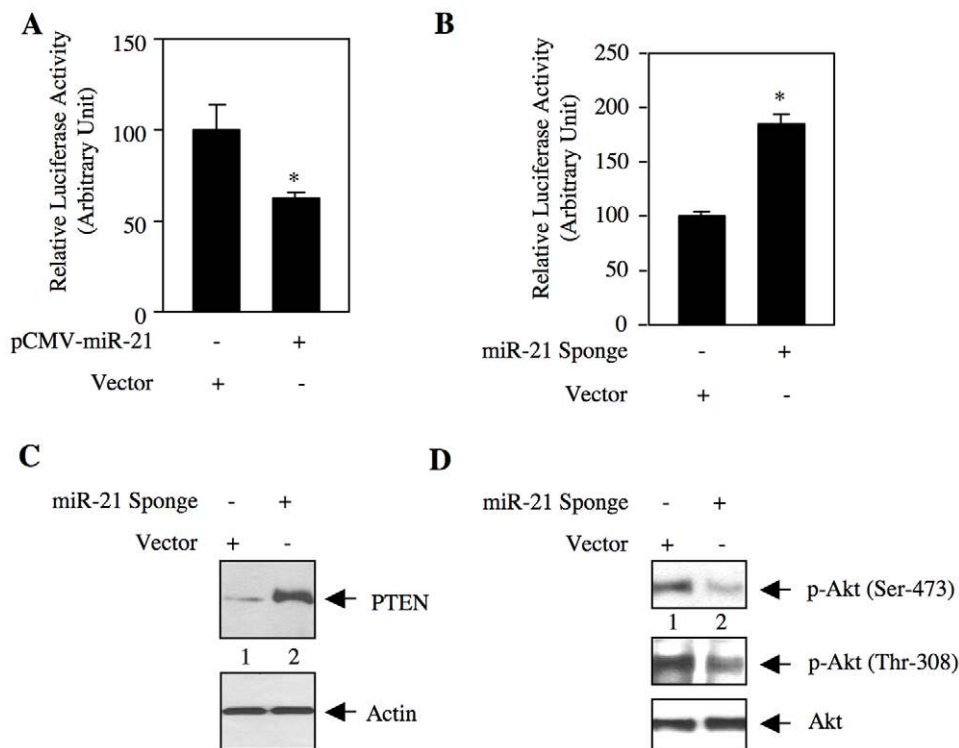 A
Relative Luciferase Activity
(Arbitrary Unit)
150
100
50
0
*
pCMV-miR-21 - +
Vector + -
B
Relative Luciferase Activity
(Arbitrary Unit)
250
200
150
100
50
0
*
miR-21 Sponge - +
Vector + -
C
miR-21 Sponge - +
Vector + -
PTEN
1 2
Actin
D
miR-21 Sponge - +
Vector + -
p-Akt (Ser-473)
1 2
p-Akt (Thr-308)
Akt